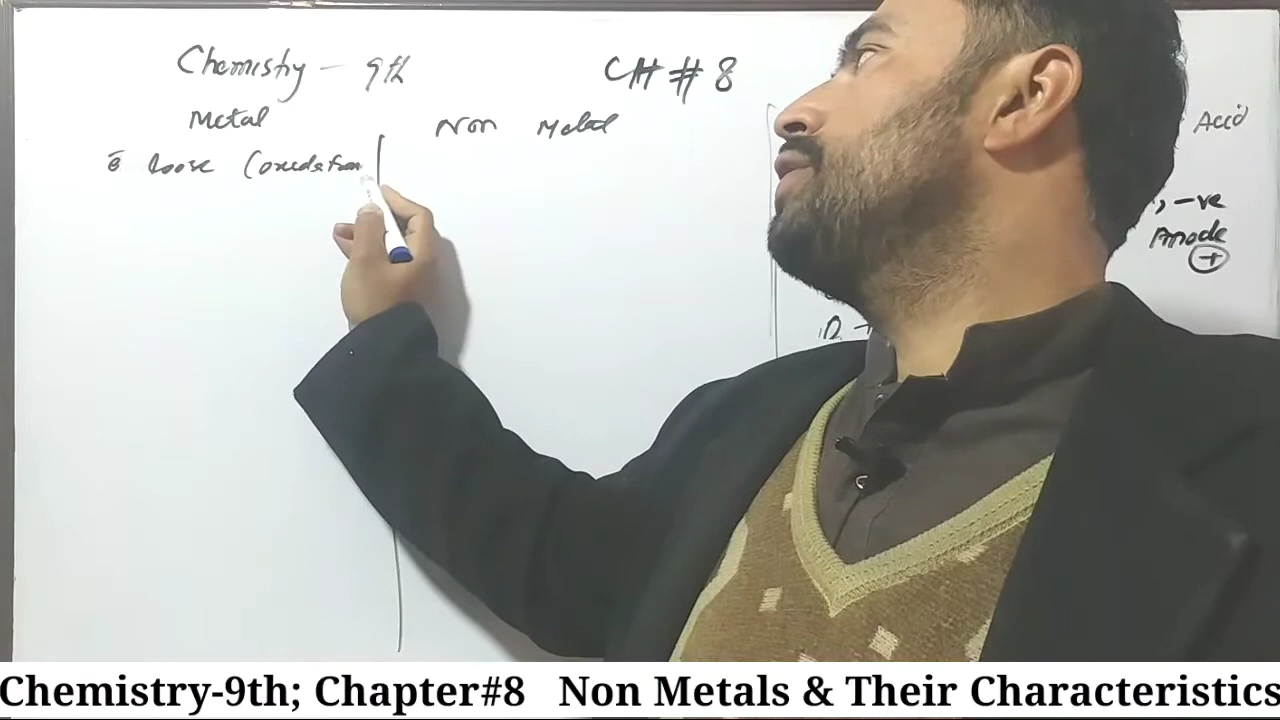 Chemistry - 9th CH # 8
Metal Non Metal
ē loose (oxedation
Acid
, -ve
Anode
+
Chemistry-9th; Chapter#8 Non Metals & Their Characteristics